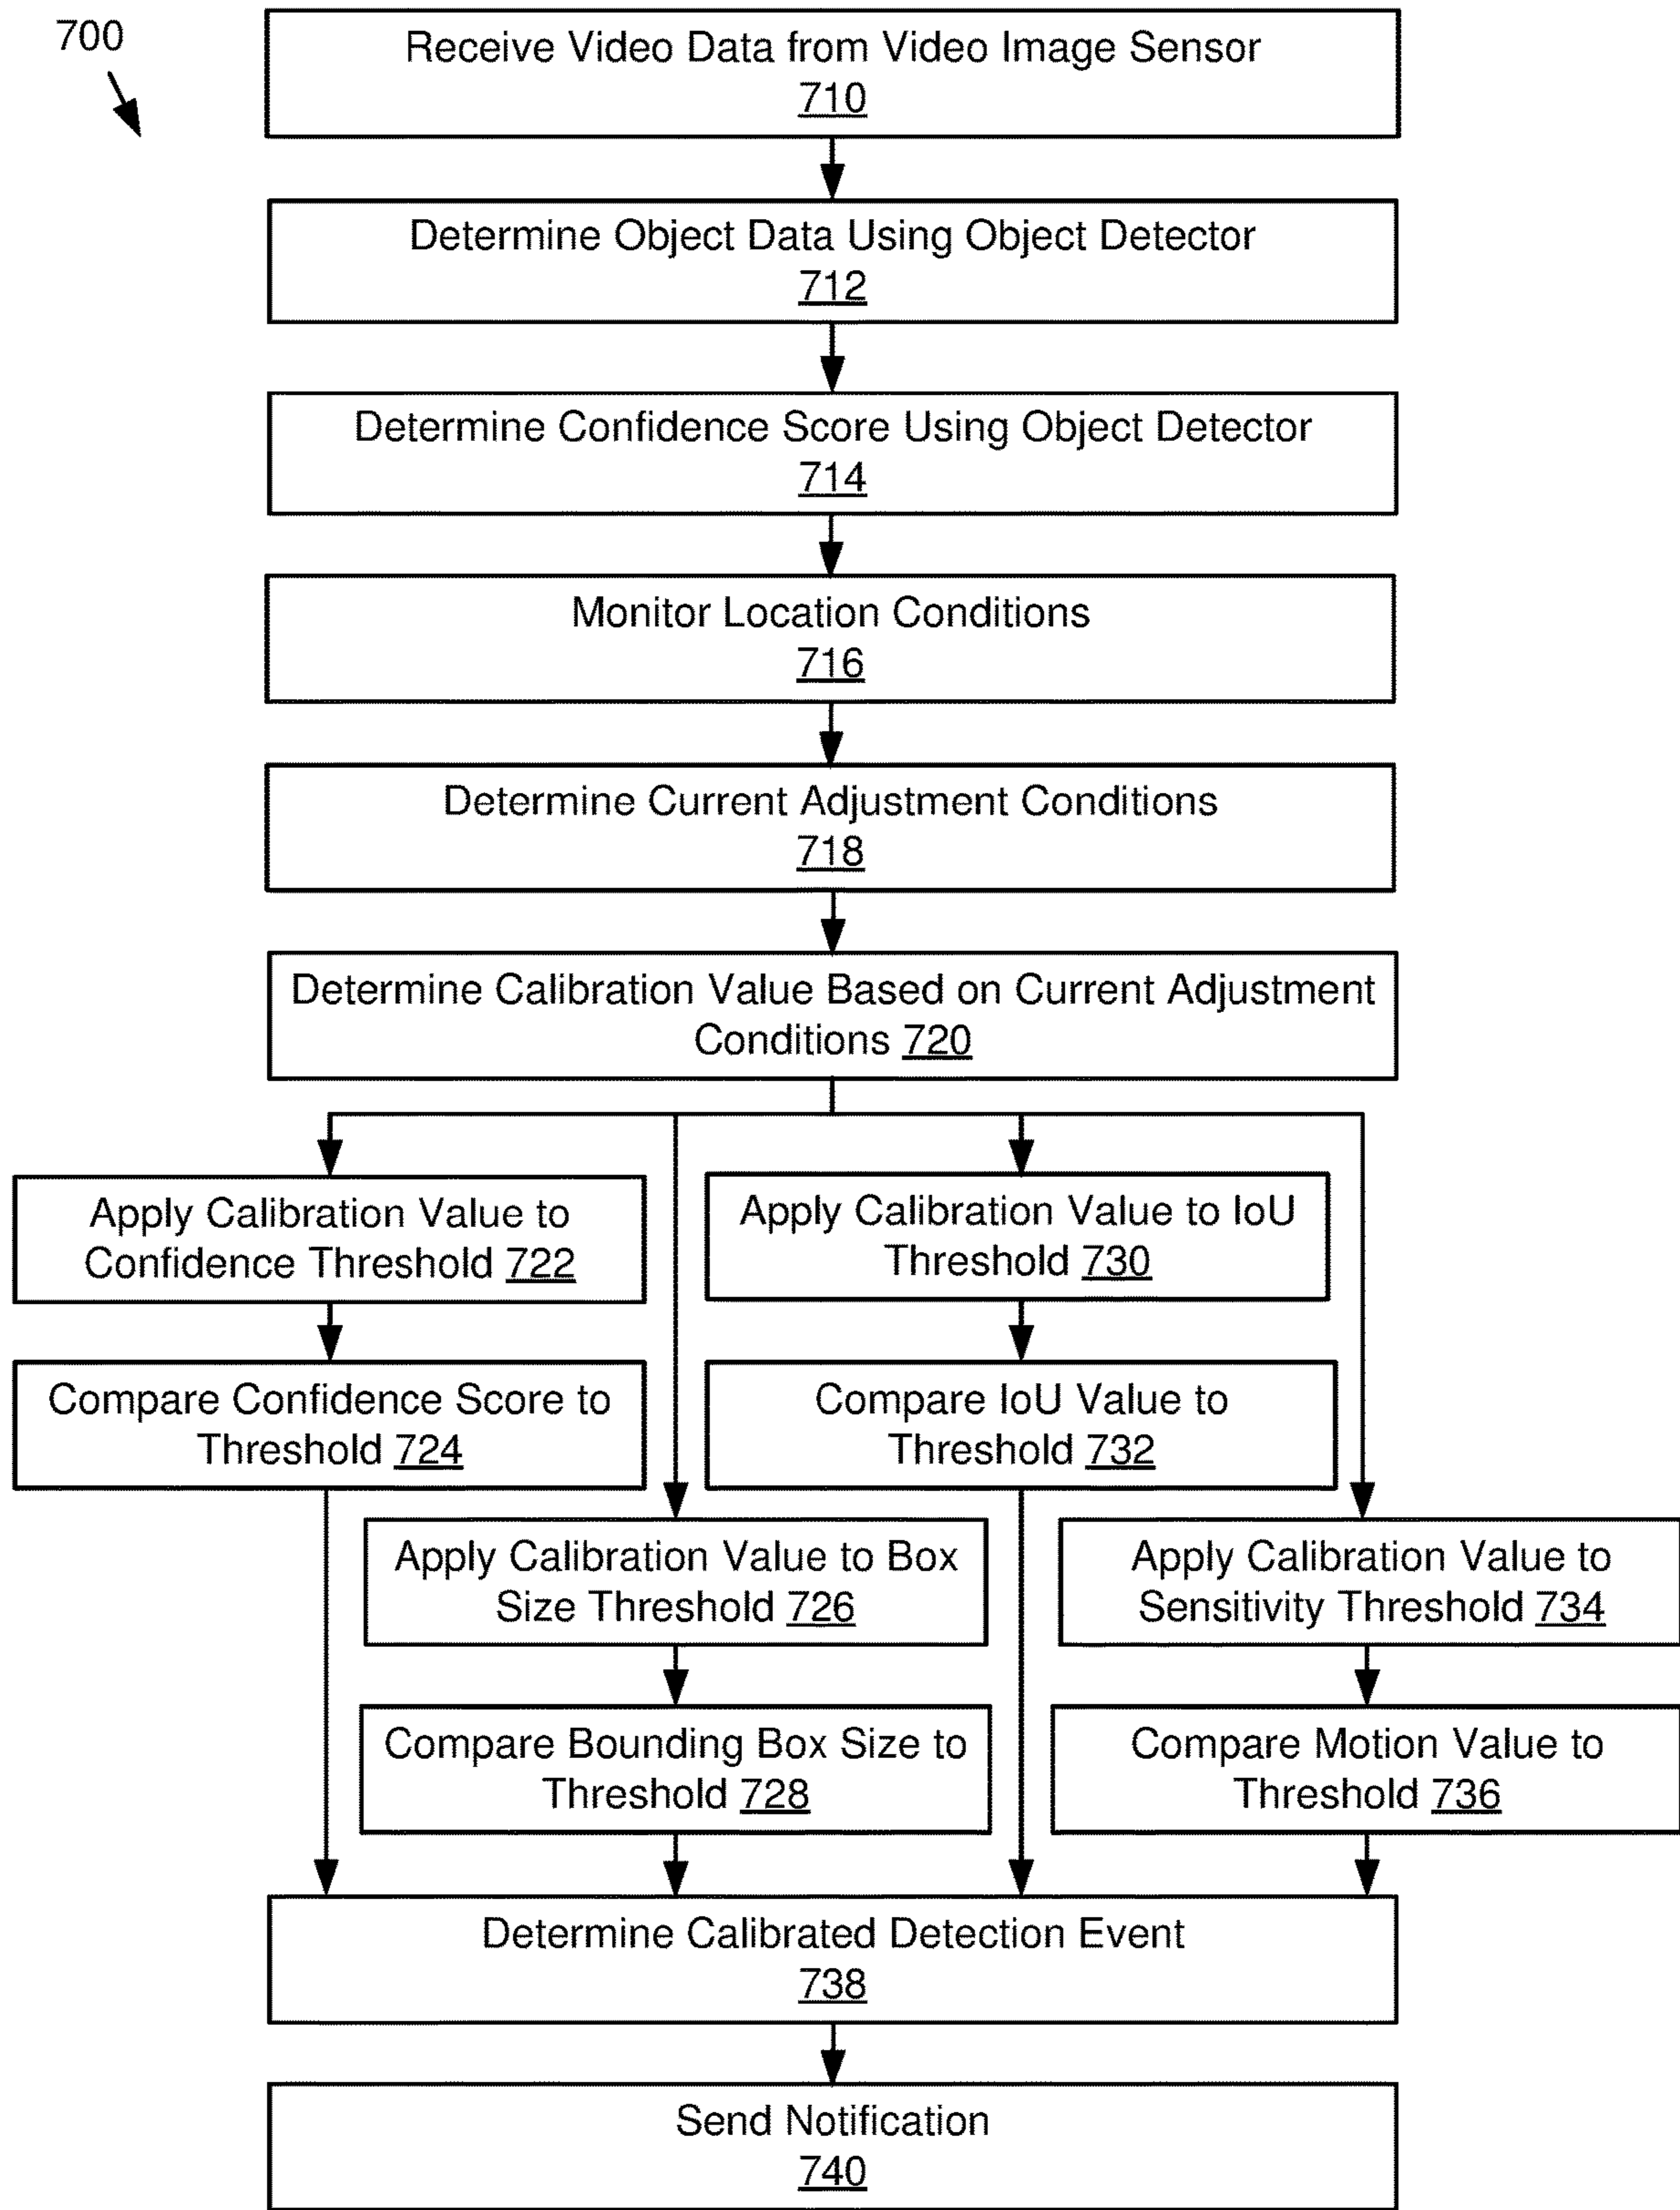 700
Receive Video Data from Video Image Sensor
710
Determine Object Data Using Object Detector
712
Determine Confidence Score Using Object Detector
714
Monitor Location Conditions
716
Determine Current Adjustment Conditions
718
Determine Calibration Value Based on Current Adjustment
Conditions 720
Apply Calibration Value to
Confidence Threshold 722
Compare Confidence Score to
Threshold 724
Apply Calibration Value to Box
Size Threshold 726
Compare Bounding Box Size to
Threshold 728
Apply Calibration Value to IoU
Threshold 730
Compare IoU Value to
Threshold 732
Apply Calibration Value to
Sensitivity Threshold 734
Compare Motion Value to
Threshold 736
Determine Calibrated Detection Event
738
Send Notification
740